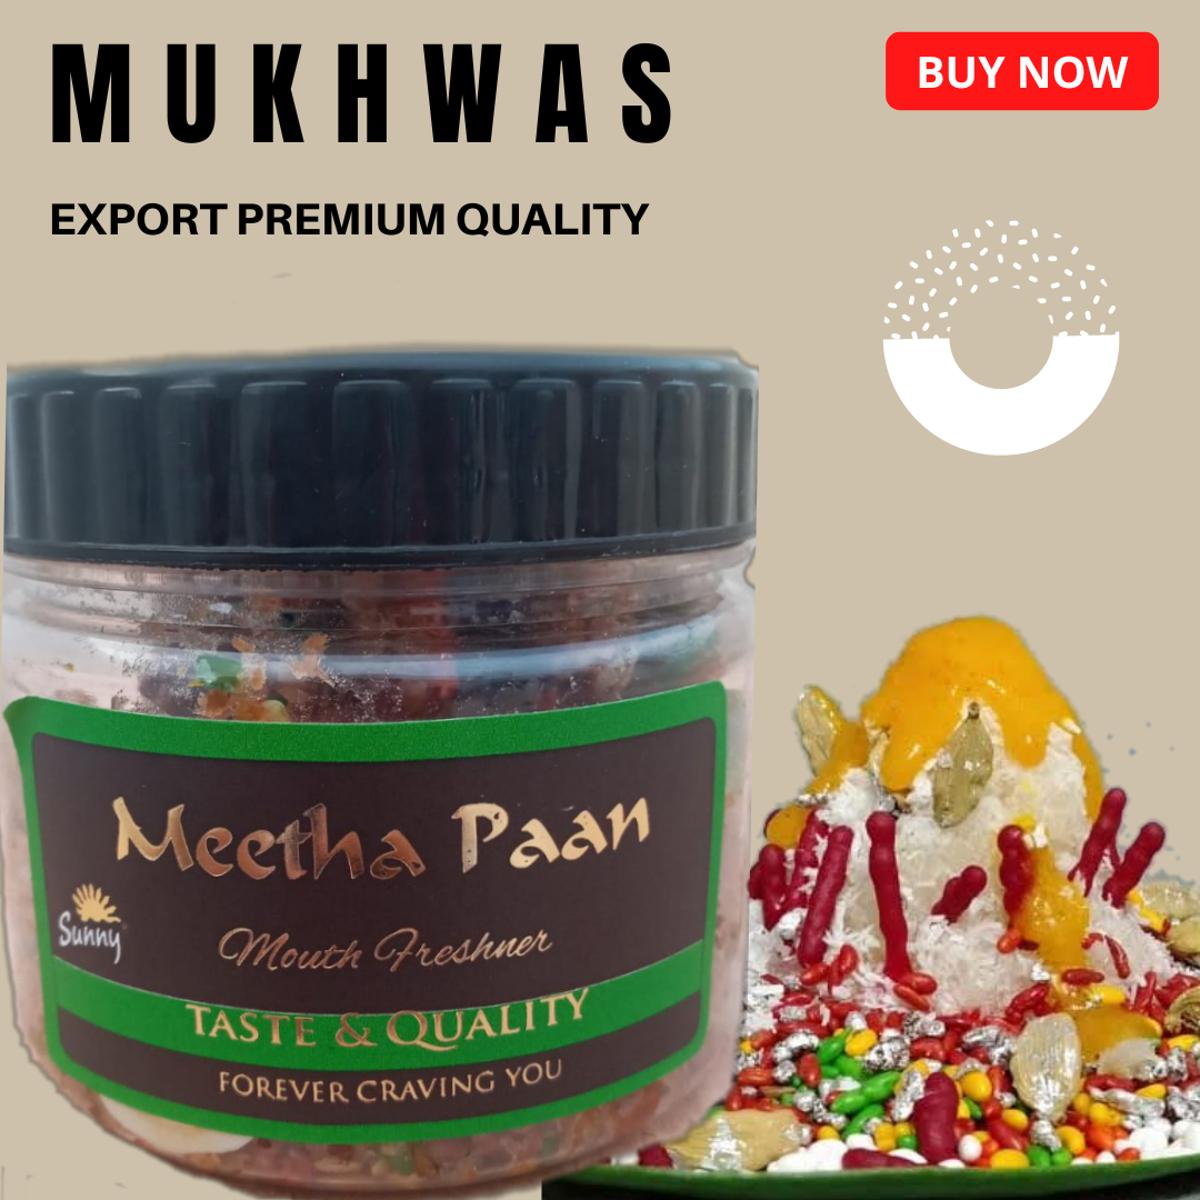 MUKHWAS
BUY NOW
EXPORT PREMIUM QUALITY
Meetha Paan
Sunny
Mouth Freshner
TASTE & QUALITY
FOREVER CRAVING YOU